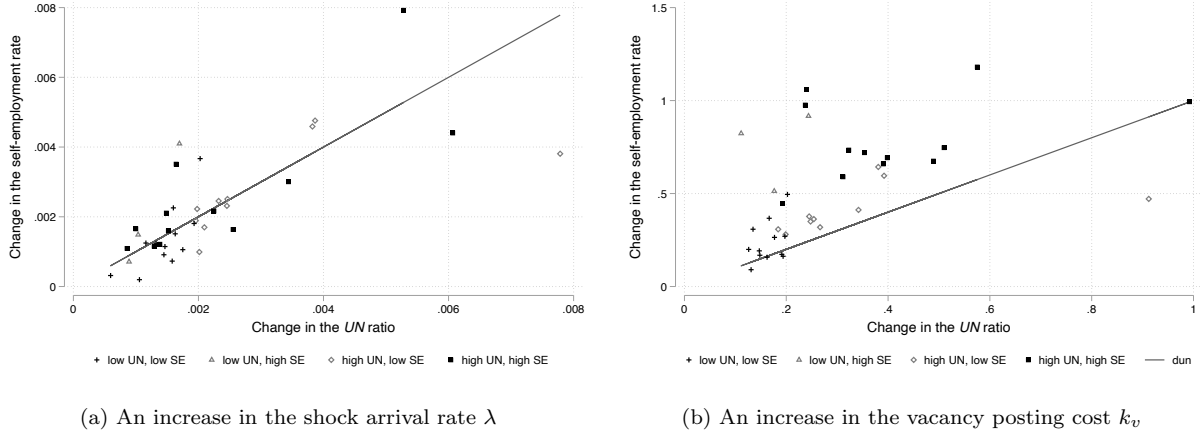 Change in the self-employment rate
.008
.006
.004
.002
0
0 .002 .004 .006 .008
Change in the UN ratio
low UN, low SE low UN, high SE high UN, low SE high UN, high SE
(a) An increase in the shock arrival rate λ
Change in the self-employment rate
1.5
1
.5
0
0 .2 .4 .6 .8 1
Change in the UN ratio
low UN, low SE low UN, high SE high UN, low SE high UN, high SE dun
(b) An increase in the vacancy posting cost kᵥ